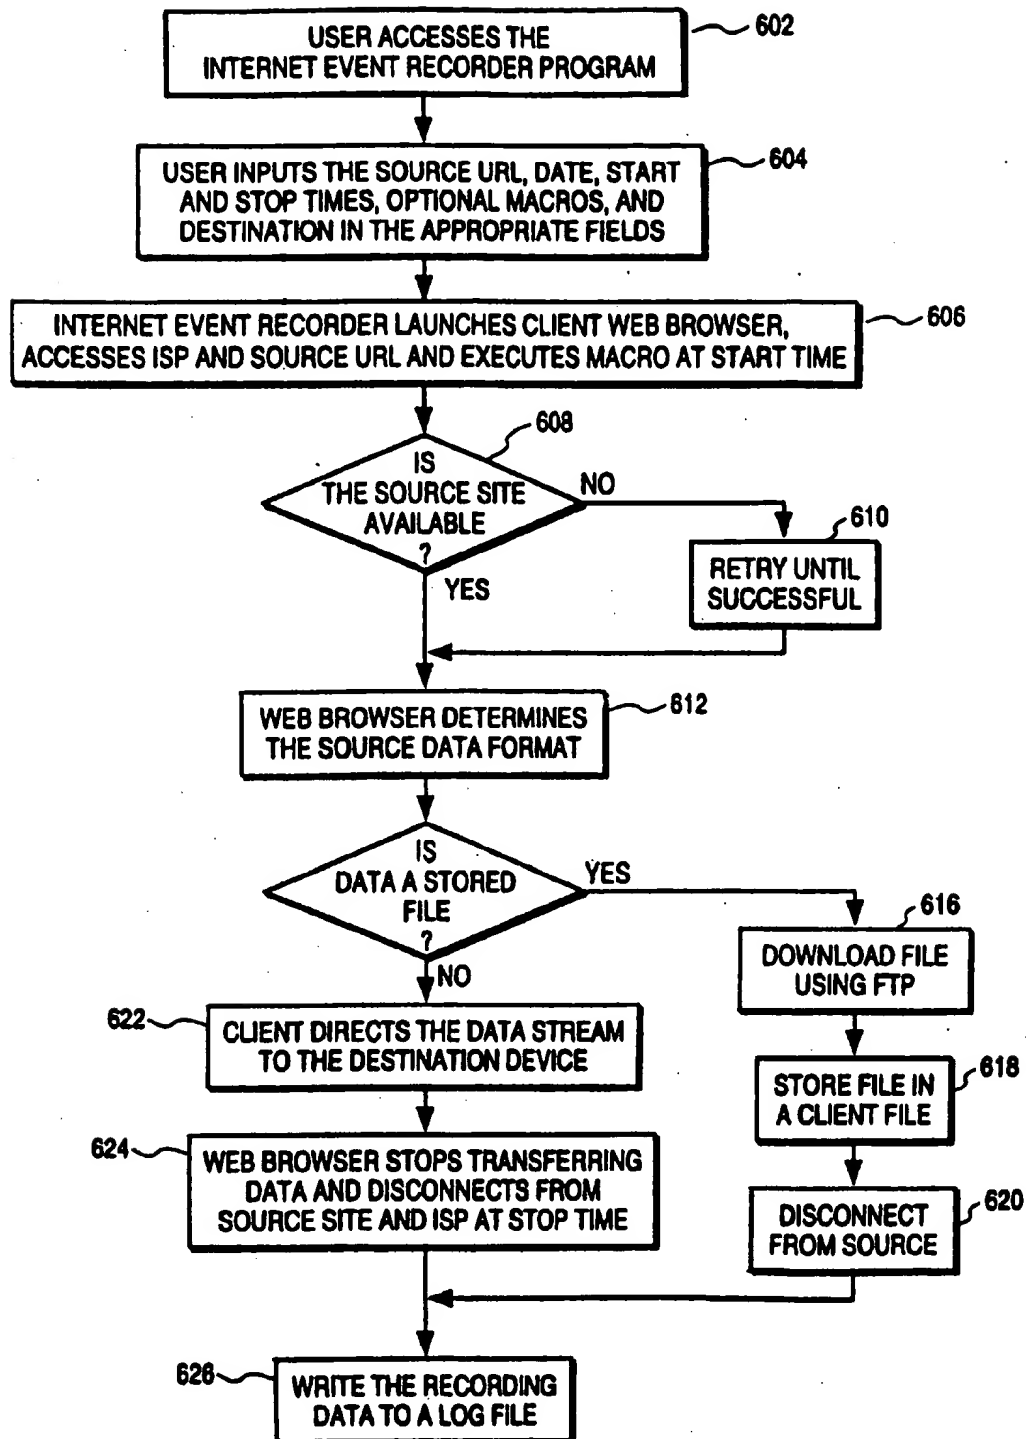 USER ACCESSES THE
INTERNET EVENT RECORDER PROGRAM
602
USER INPUTS THE SOURCE URL, DATE, START
AND STOP TIMES, OPTIONAL MACROS, AND
DESTINATION IN THE APPROPRIATE FIELDS
604
INTERNET EVENT RECORDER LAUNCHES CLIENT WEB BROWSER,
ACCESSES ISP AND SOURCE URL AND EXECUTES MACRO AT START TIME
606
608
IS
THE SOURCE SITE
AVAILABLE
?
NO
YES
610
RETRY UNTIL
SUCCESSFUL
WEB BROWSER DETERMINES
THE SOURCE DATA FORMAT
612
IS
DATA A STORED
FILE
?
YES
NO
616
DOWNLOAD FILE
USING FTP
622
CLIENT DIRECTS THE DATA STREAM
TO THE DESTINATION DEVICE
618
STORE FILE IN
A CLIENT FILE
624
WEB BROWSER STOPS TRANSFERRING
DATA AND DISCONNECTS FROM
SOURCE SITE AND ISP AT STOP TIME
620
DISCONNECT
FROM SOURCE
626
WRITE THE RECORDING
DATA TO A LOG FILE